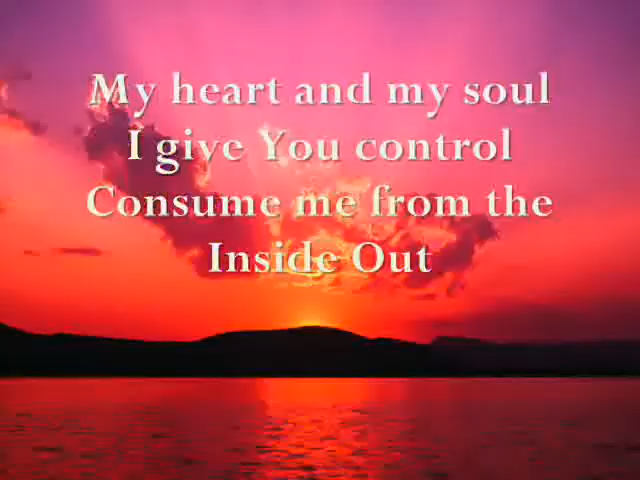 My heart and my soul
I give You control
Consume me from the
Inside Out